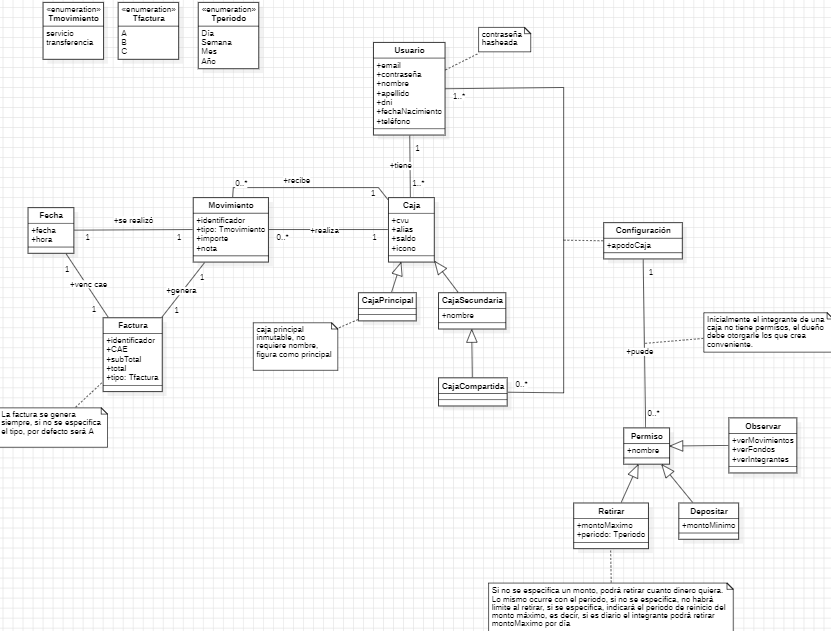 «enumeration»
Tmovimiento
servicio
transferencia
«enumeration»
Tfactura
A
B
C
«enumeration»
Tperiodo
Día
Semana
Mes
Año
Usuario
+email
+contraseña
+nombre
+apellido
+dni
+fechaNacimiento
+teléfono
contraseña
hasheada
1..*
1
+tiene
1..*
0..*
+recibe
1
Fecha
+fecha
+hora
+se realizó
1
1
Movimiento
+identificador
+tipo: Tmovimiento
+importe
+nota
0..*
+realiza
1
Caja
+cvu
+alias
+saldo
+icono
Configuración
+apodoCaja
1
+venc cae
1
1
+genera
1
Factura
+identificador
+CAE
+subTotal
+total
+tipo: Tfactura
La factura se genera
siempre, si no se especifica
el tipo, por defecto será A
CajaPrincipal
caja principal
inmutable, no
requiere nombre,
figura como principal
CajaSecundaria
+nombre
CajaCompartida
0..*
1
+puede
0..*
Inicialmente el integrante de una
caja no tiene permisos, el dueño
debe otorgarle los que crea
conveniente.
Permiso
+nombre
Observar
+verMovimientos
+verFondos
+verIntegrantes
Retirar
+montoMaximo
+periodo: Tperiodo
Depositar
+montoMinimo
Si no se especifica un monto, podrá retirar cuanto dinero quiera.
Lo mismo ocurre con el periodo, si no se especifica, no habrá
limite al retirar, si se especifica, indicará el periodo de reinicio del
monto máximo, es decir, si es diario el integrante podrá retirar
montoMaximo por día